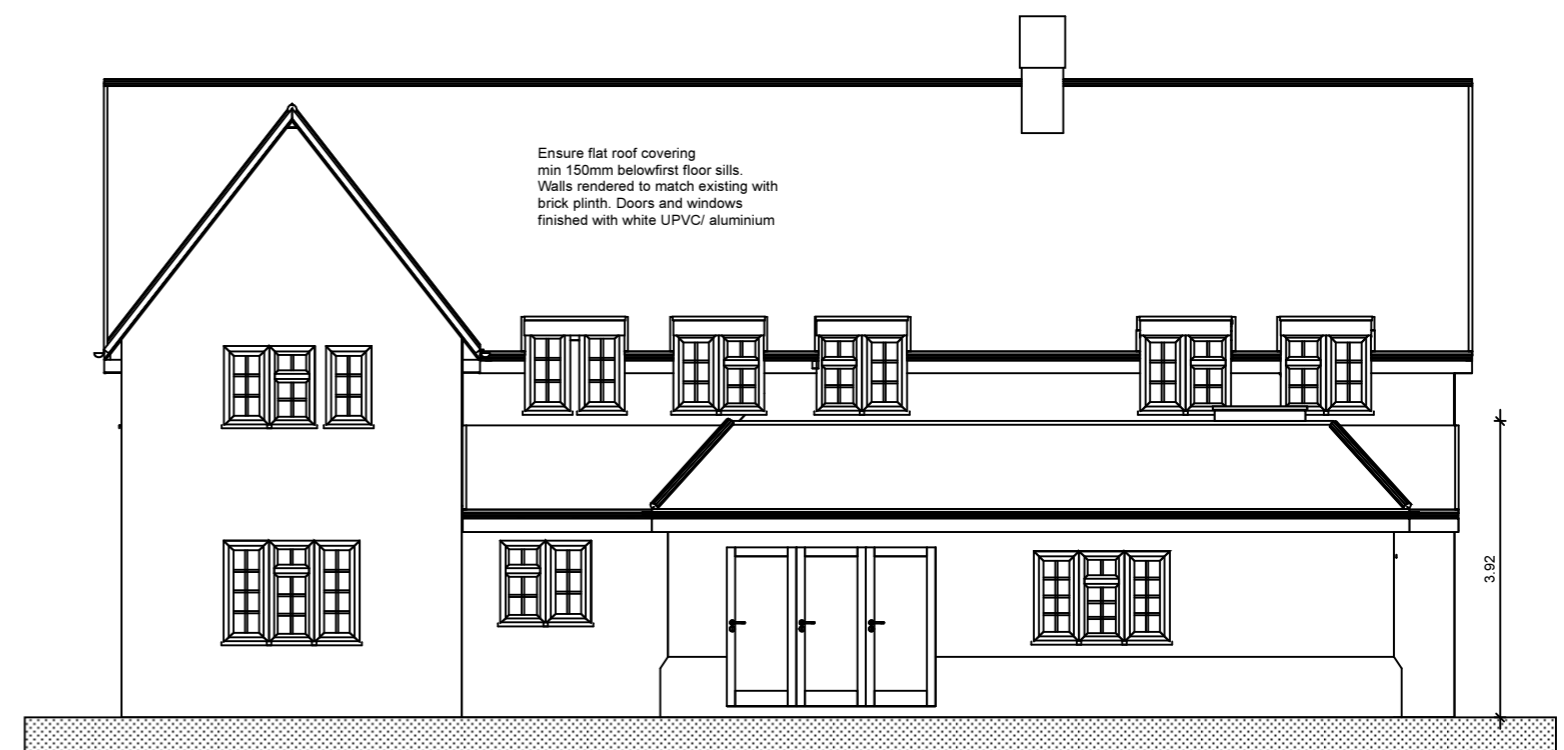 Ensure flat roof covering
min 150mm belowfirst floor sills.
Walls rendered to match existing with
brick plinth. Doors and windows
finished with white UPVC/ aluminium
3.92